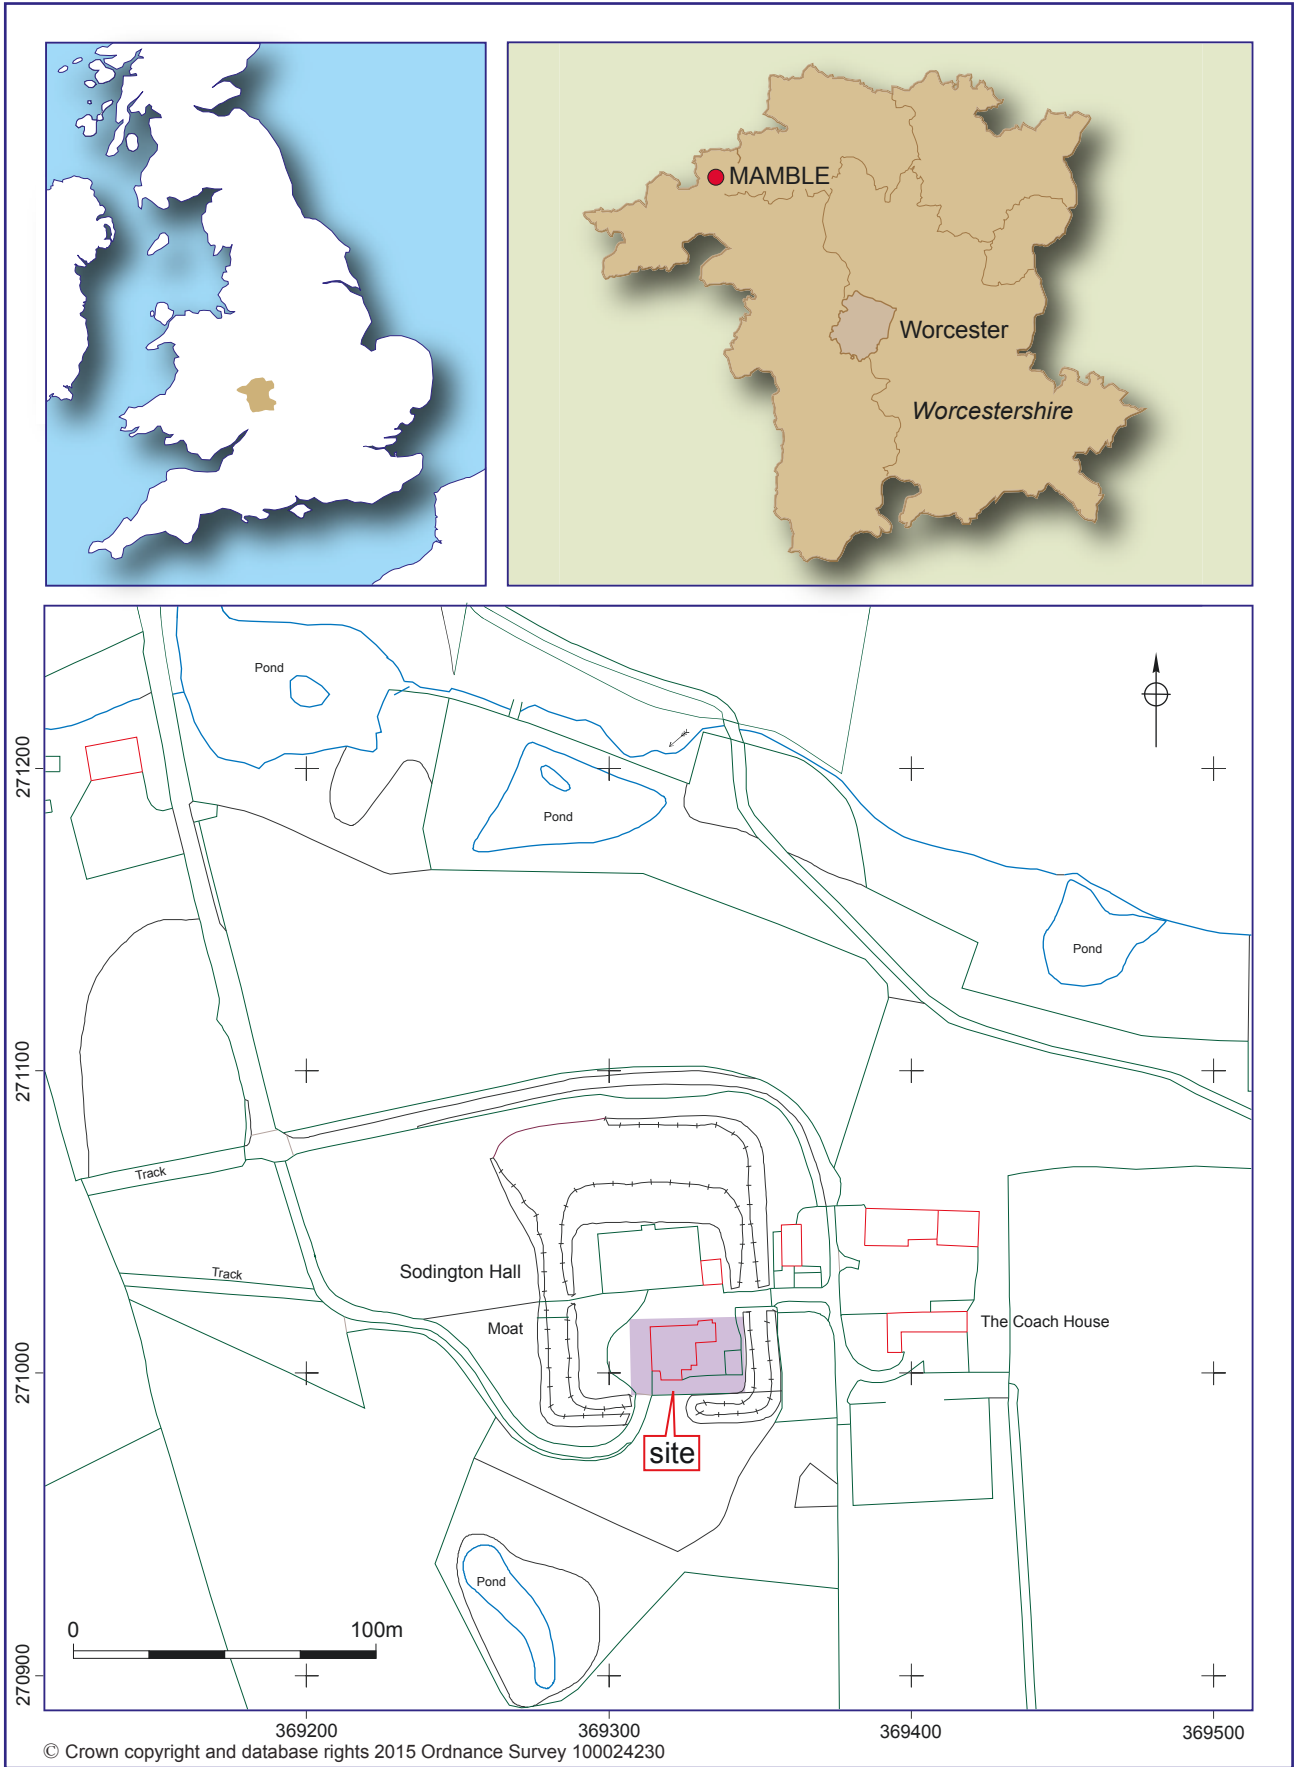 MAMBLE
Worcester
Worcestershire
Pond
271200
Pond
Pond
271100
Track
Track
Sodington Hall
Moat
The Coach House
271000
site
Pond
0 100m
270900
369200 369300 369400 369500
© Crown copyright and database rights 2015 Ordnance Survey 100024230